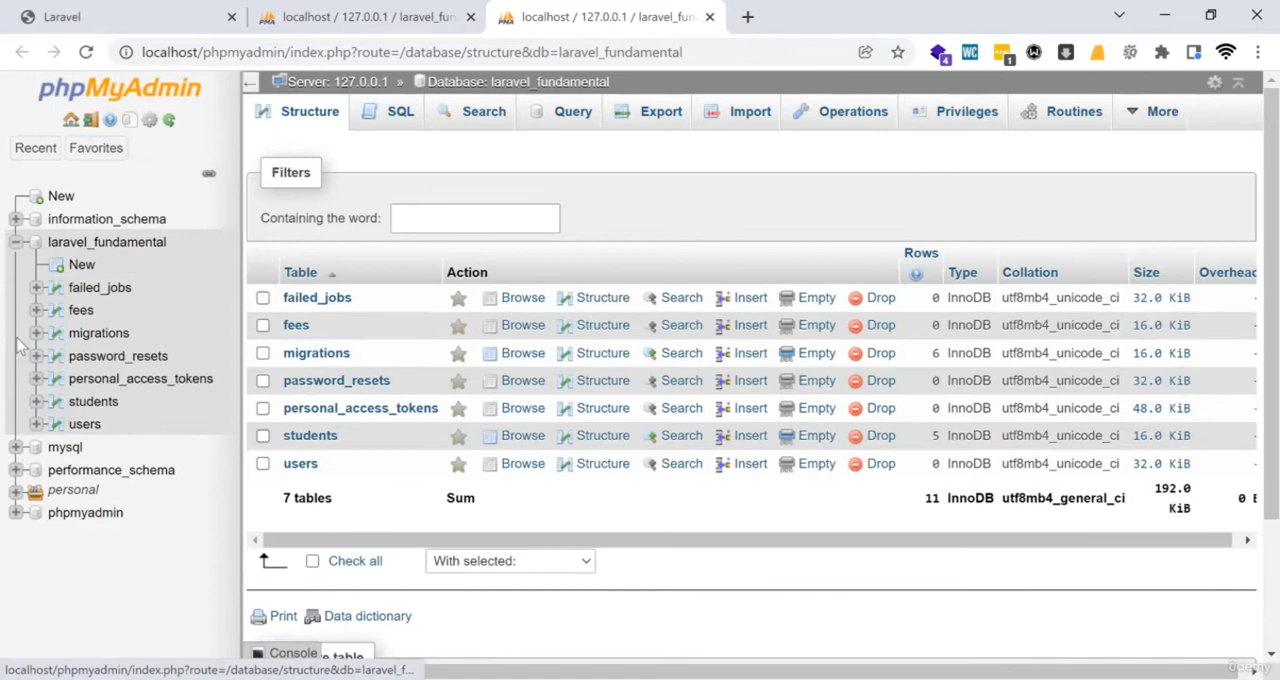 Laravel
localhost / 127.0.0.1 / laravel_fun
localhost / 127.0.0.1 / laravel_fun
localhost/phpmyadmin/index.php?route=/database/structure&db=laravel_fundamental
4
WC
1
phpMyAdmin
Recent
Favorites
New
information_schema
laravel_fundamental
New
failed_jobs
fees
migrations
password_resets
personal_access_tokens
students
users
mysql
performance_schema
personal
phpmyadmin
Server: 127.0.0.1 » Database: laravel_fundamental
Structure SQL Search Query Export Import Operations Privileges Routines More
Filters
Containing the word:
Table Action Rows Type Collation Size Overhead
failed_jobs Browse Structure Search Insert Empty Drop 0 InnoDB utf8mb4_unicode_ci 32.0 KiB -
fees Browse Structure Search Insert Empty Drop 0 InnoDB utf8mb4_unicode_ci 16.0 KiB -
migrations Browse Structure Search Insert Empty Drop 6 InnoDB utf8mb4_unicode_ci 16.0 KiB -
password_resets Browse Structure Search Insert Empty Drop 0 InnoDB utf8mb4_unicode_ci 32.0 KiB -
personal_access_tokens Browse Structure Search Insert Empty Drop 0 InnoDB utf8mb4_unicode_ci 48.0 KiB -
students Browse Structure Search Insert Empty Drop 5 InnoDB utf8mb4_unicode_ci 16.0 KiB -
users Browse Structure Search Insert Empty Drop 0 InnoDB utf8mb4_unicode_ci 32.0 KiB -
7 tables Sum 11 InnoDB utf8mb4_general_ci 192.0 KiB 0 B
Check all
With selected:
Print Data dictionary
Console
e table
localhost/phpmyadmin/index.php?route=/database/structure&db=laravel_f...
ûdemy